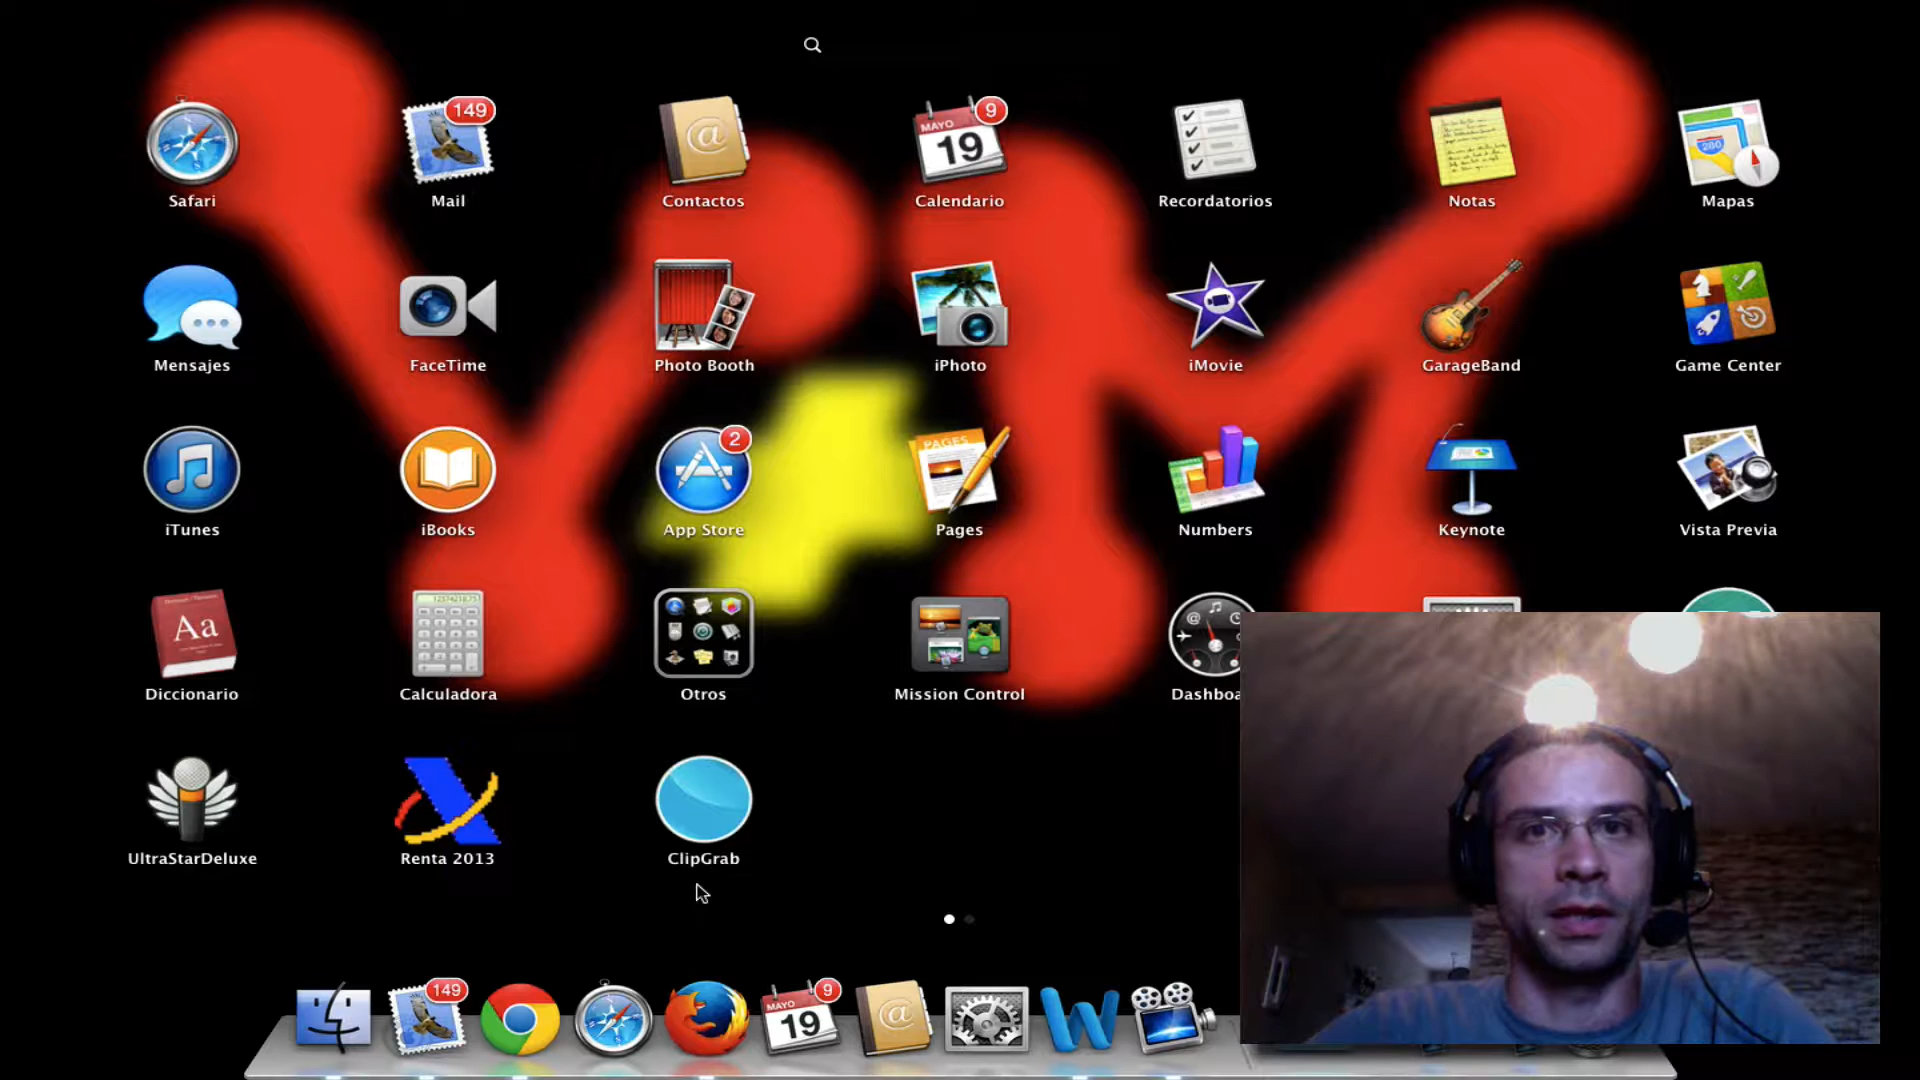 149
9
MAYO
19
280
Safari
Mail
Contactos
Calendario
Recordatorios
Notas
Mapas
Mensajes
FaceTime
Photo Booth
iPhoto
iMovie
GarageBand
Game Center
2
PAGES
iTunes
iBooks
App Store
Pages
Numbers
Keynote
Vista Previa
Aa
Diccionario
Calculadora
Otros
Mission Control
Dashboa
UltraStarDeluxe
Renta 2013
ClipGrab
149
9
MAYO
19